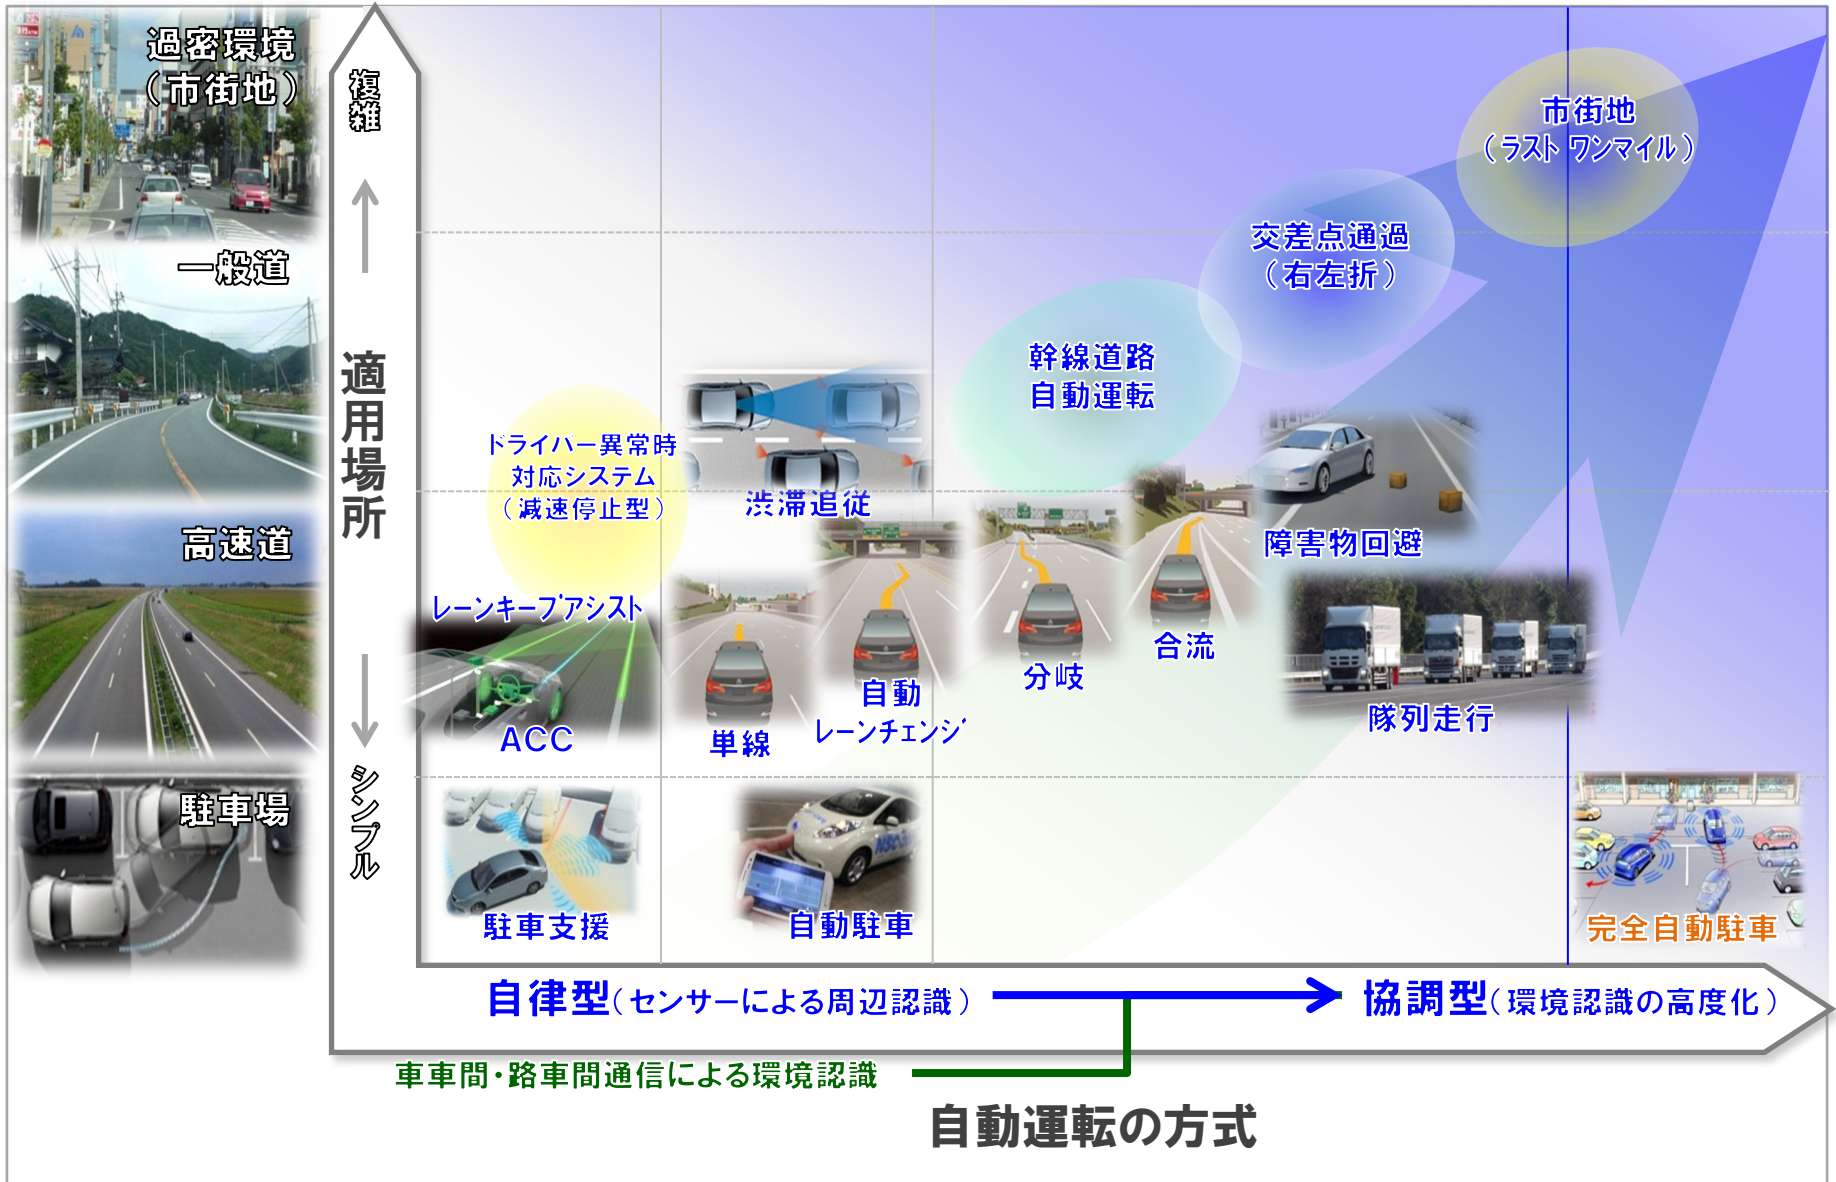 過密環境
（市街地）
一般道
高速道
駐車場
複雑
適用場所
シンプル
市街地
（ラスト ワンマイル）
交差点通過
（右左折）
幹線道路
自動運転
ドライバー異常時
対応システム
（減速停止型）
渋滞追従
障害物回避
レーンキープアシスト
ACC
単線
自動
レーンチェンジ
分岐
合流
隊列走行
駐車支援
自動駐車
完全自動駐車
自律型（センサーによる周辺認識）
協調型（環境認識の高度化）
車車間・路車間通信による環境認識
自動運転の方式